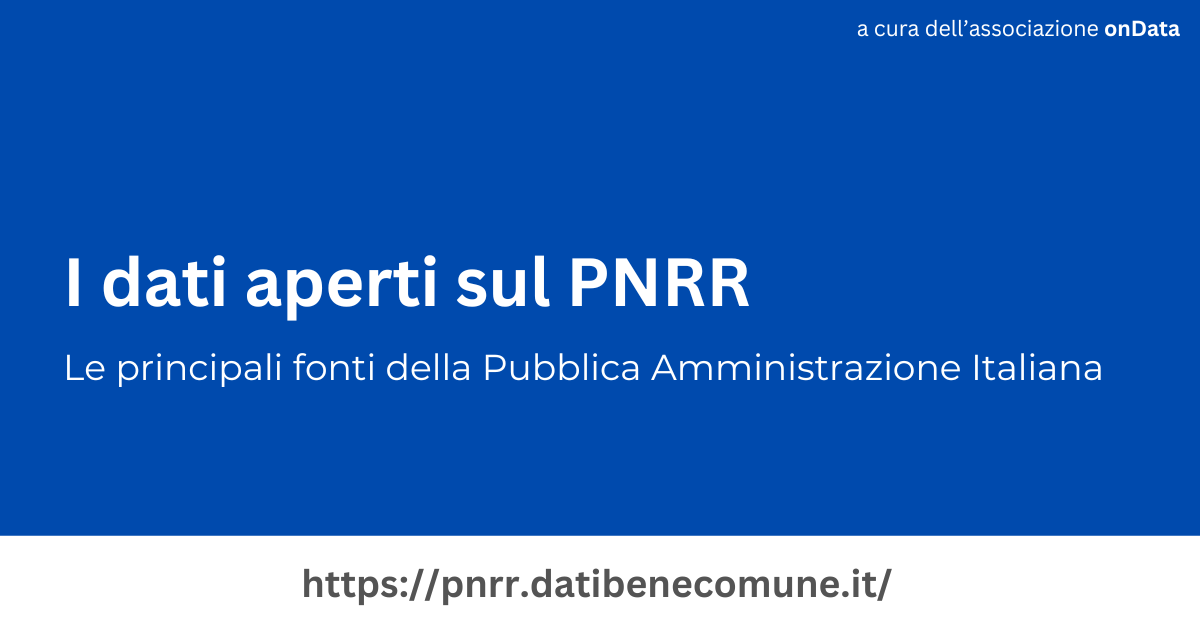 a cura dell’associazione onData
I dati aperti sul PNRR
Le principali fonti della Pubblica Amministrazione Italiana
https://pnrr.datibenecomune.it/